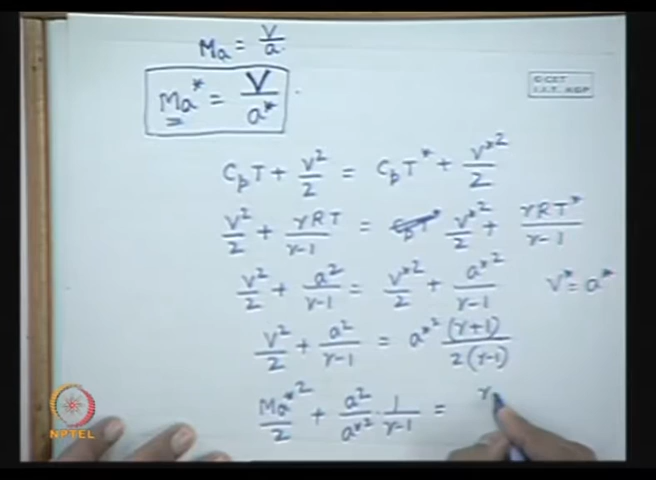 Ma = V/a
Ma* = V/a*
C.CET
I.I.T. KGP
CpT + V²/2 = CpT* + V*²/2
V²/2 + γRT/γ-1 = V*²/2 + γRT*/γ-1
V²/2 + a²/γ-1 = V*²/2 + a*²/γ-1 V* = a*
V²/2 + a²/γ-1 = a*² (γ+1)/2(γ-1)
Ma*²/2 + a²/a*² · 1/γ-1 = γ
NPTEL